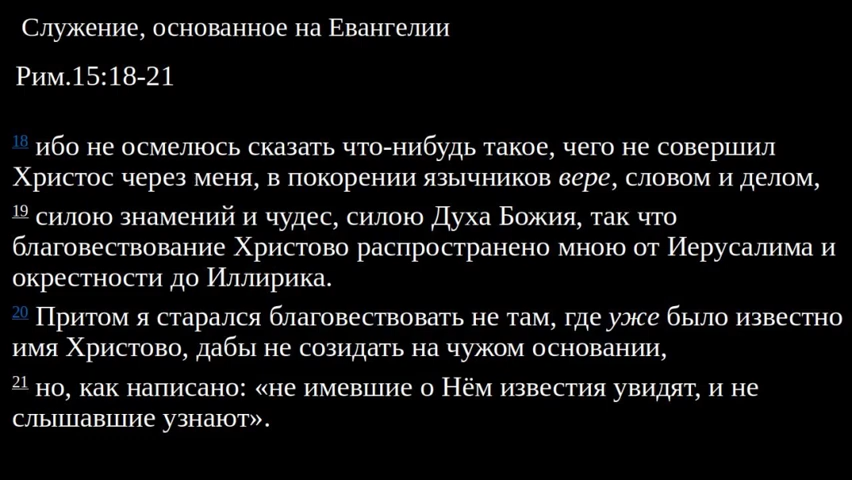 Служение, основанное на Евангелии
Рим.15:18-21
18 ибо не осмелюсь сказать что-нибудь такое, чего не совершил
Христос через меня, в покорении язычников вере, словом и делом,
19 силою знамений и чудес, силою Духа Божия, так что
благовествование Христово распространено мною от Иерусалима и
окрестности до Иллирика.
20 Притом я старался благовествовать не там, где уже было известно
имя Христово, дабы не созидать на чужом основании,
21 но, как написано: «не имевшие о Нём известия увидят, и не
слышавшие узнают».